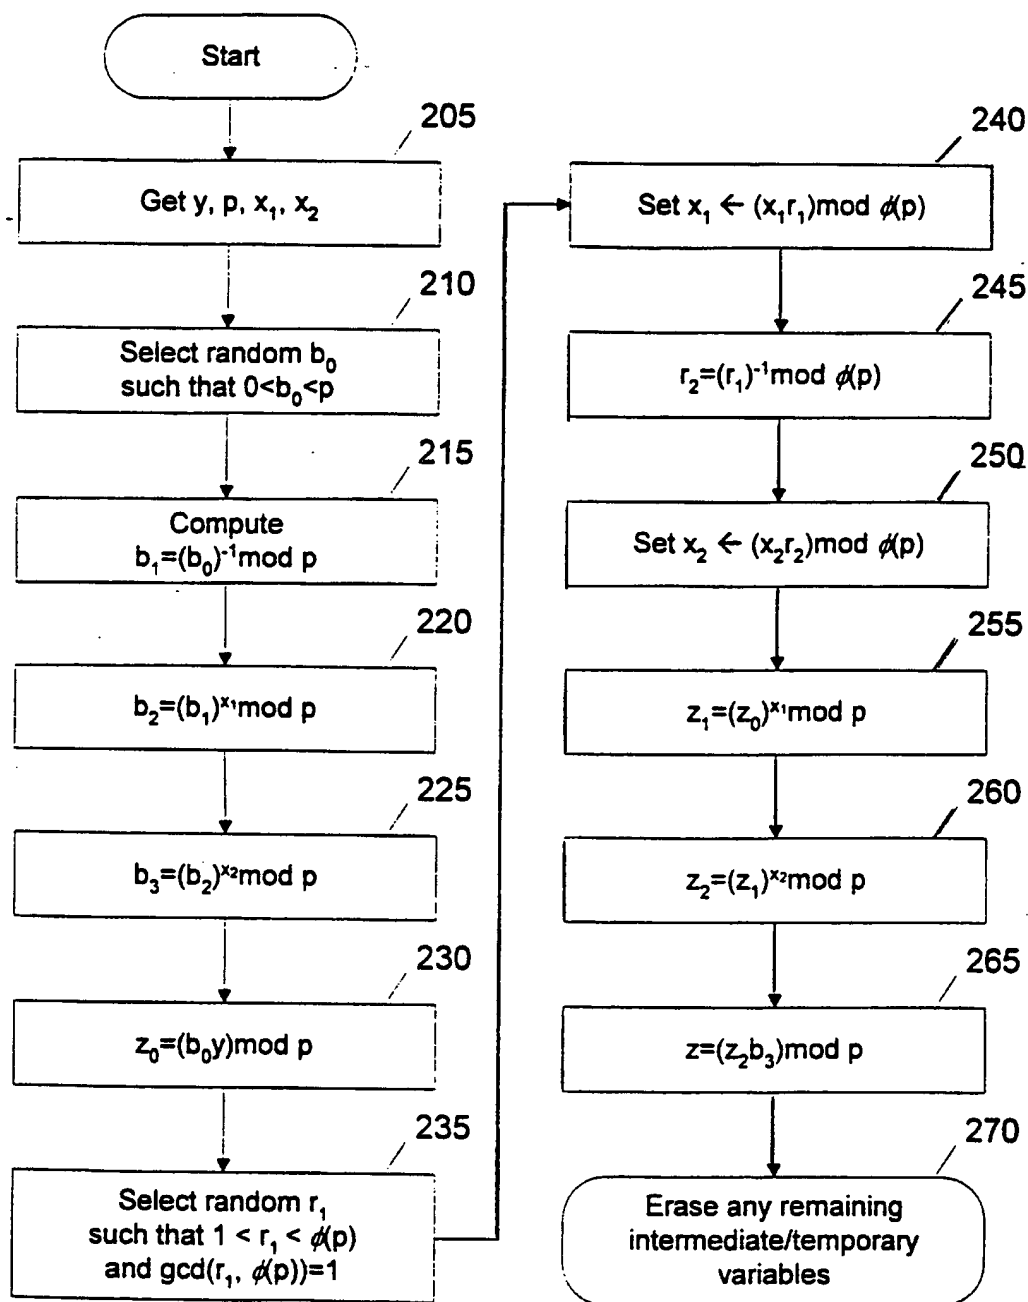 Start
205
Get y, p, x₁, x₂
210
Select random b₀
such that 0<b₀<p
215
Compute
b₁=(b₀)⁻¹mod p
220
b₂=(b₁)ˣ¹mod p
225
b₃=(b₂)ˣ²mod p
230
z₀=(b₀y)mod p
235
Select random r₁
such that 1 < r₁ < ϕ(p)
and gcd(r₁, ϕ(p))=1
240
Set x₁ ← (x₁r₁)mod ϕ(p)
245
r₂=(r₁)⁻¹mod ϕ(p)
250
Set x₂ ← (x₂r₂)mod ϕ(p)
255
z₁=(z₀)ˣ¹mod p
260
z₂=(z₁)ˣ²mod p
265
z=(z₂b₃)mod p
270
Erase any remaining
intermediate/temporary
variables